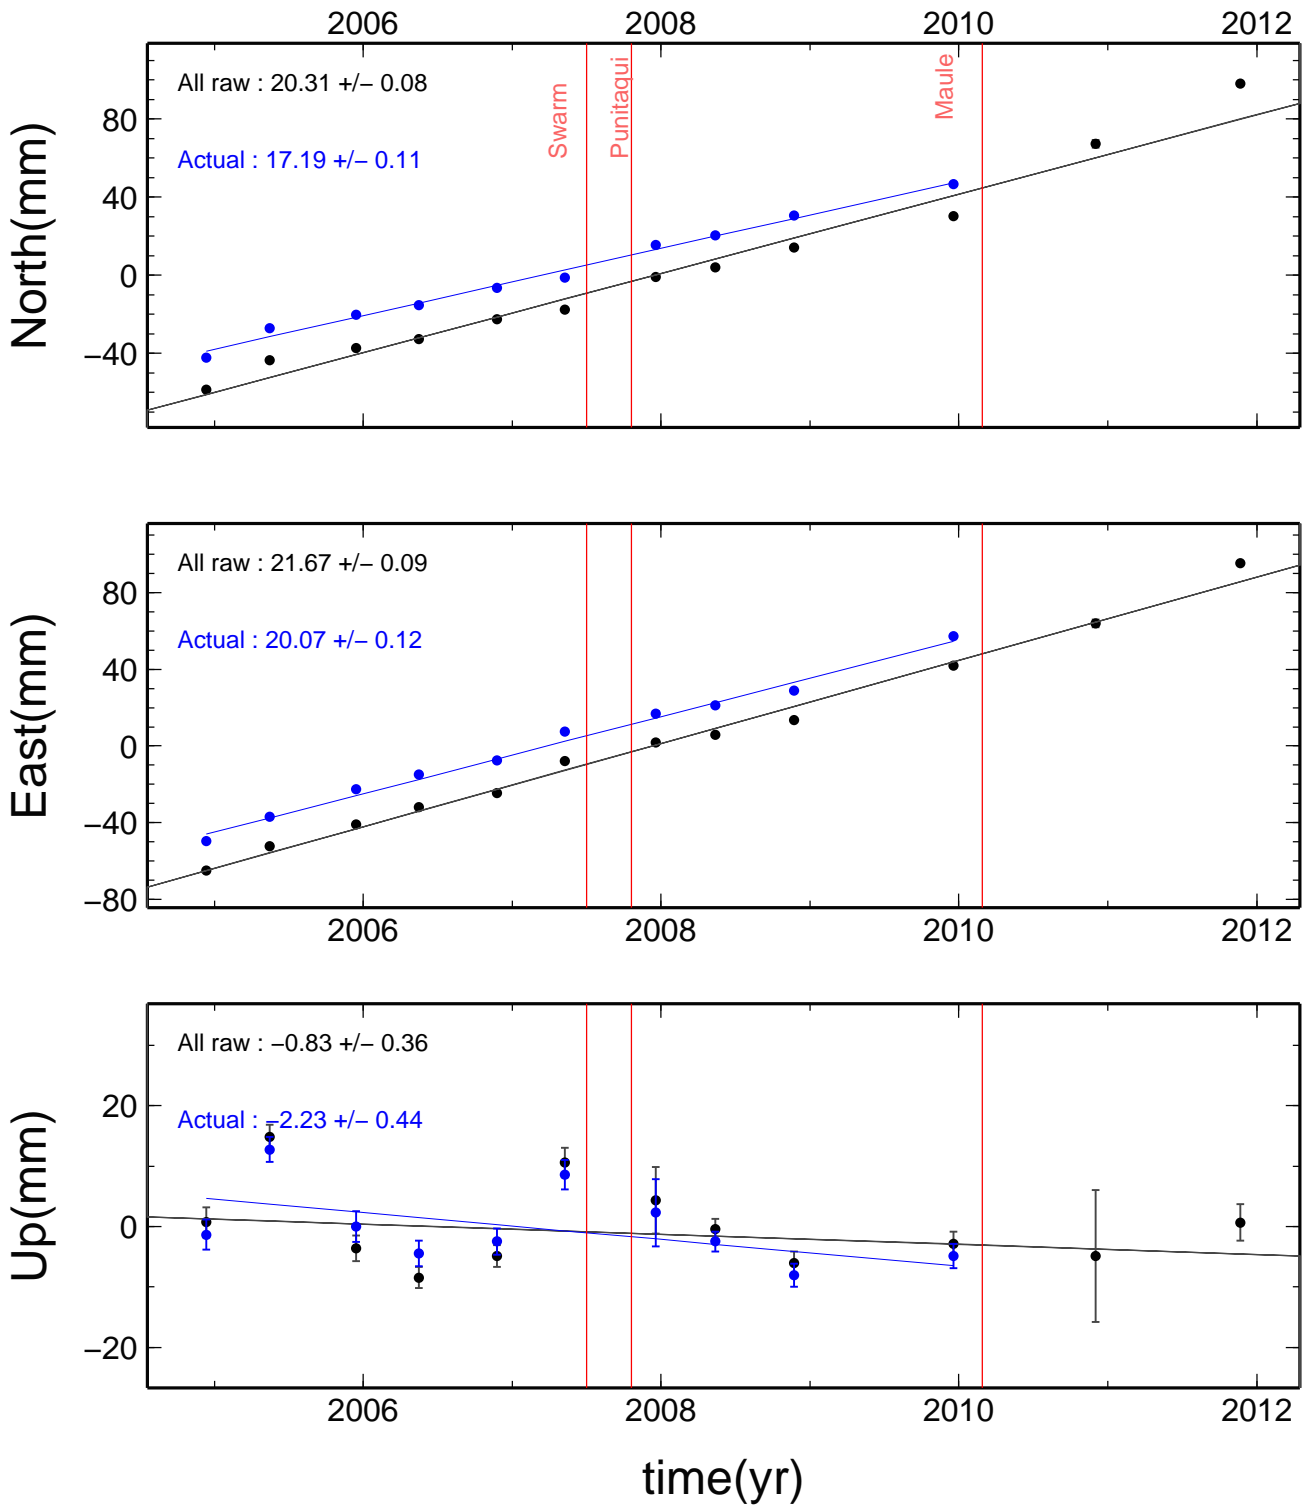 2006 2008 2010 2012
All raw : 20.31 +/− 0.08
Actual : 17.19 +/− 0.11
Swarm
Punitaqui
Maule
80
40
0
−40
North(mm)
All raw : 21.67 +/− 0.09
Actual : 20.07 +/− 0.12
80
40
0
−40
−80
East(mm)
2006 2008 2010 2012
All raw : −0.83 +/− 0.36
Actual : −2.23 +/− 0.44
20
0
−20
Up(mm)
2006 2008 2010 2012
time(yr)